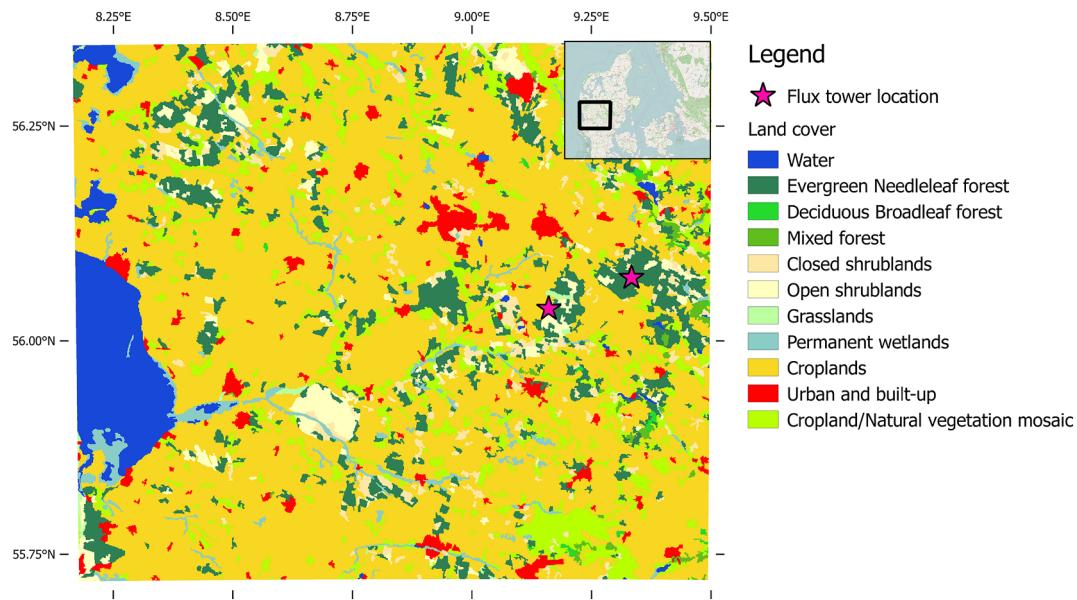 8.25°E 8.50°E 8.75°E 9.00°E 9.25°E 9.50°E
56.25°N
56.00°N
55.75°N
Legend
Flux tower location
Land cover
Water
Evergreen Needleleaf forest
Deciduous Broadleaf forest
Mixed forest
Closed shrublands
Open shrublands
Grasslands
Permanent wetlands
Croplands
Urban and built-up
Cropland/Natural vegetation mosaic